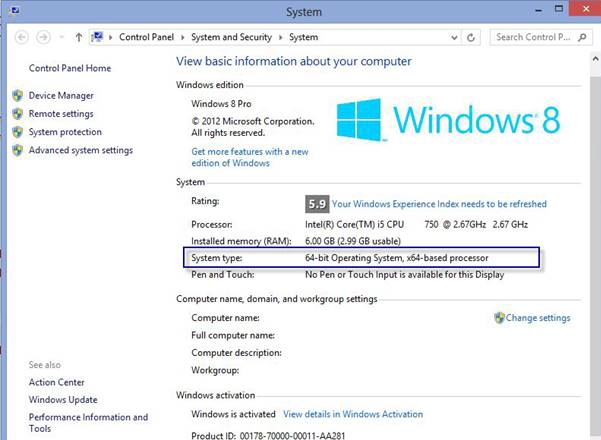 System
Control Panel System and Security System
Search Control P...
Control Panel Home
Device Manager
Remote settings
System protection
Advanced system settings
See also
Action Center
Windows Update
Performance Information and
Tools
View basic information about your computer
Windows edition
Windows 8 Pro
© 2012 Microsoft Corporation.
All rights reserved.
Get more features with a new
edition of Windows
Windows 8
System
Rating: 5.9 Your Windows Experience Index needs to be refreshed
Processor: Intel(R) Core(TM) i5 CPU 750 @ 2.67GHz 2.67 GHz
Installed memory (RAM): 6.00 GB (2.99 GB usable)
System type: 64-bit Operating System, x64-based processor
Pen and Touch: No Pen or Touch Input is available for this Display
Computer name, domain, and workgroup settings
Computer name: Change settings
Full computer name:
Computer description:
Workgroup:
Windows activation
Windows is activated View details in Windows Activation
Product ID: 00178-70000-00011-AA281